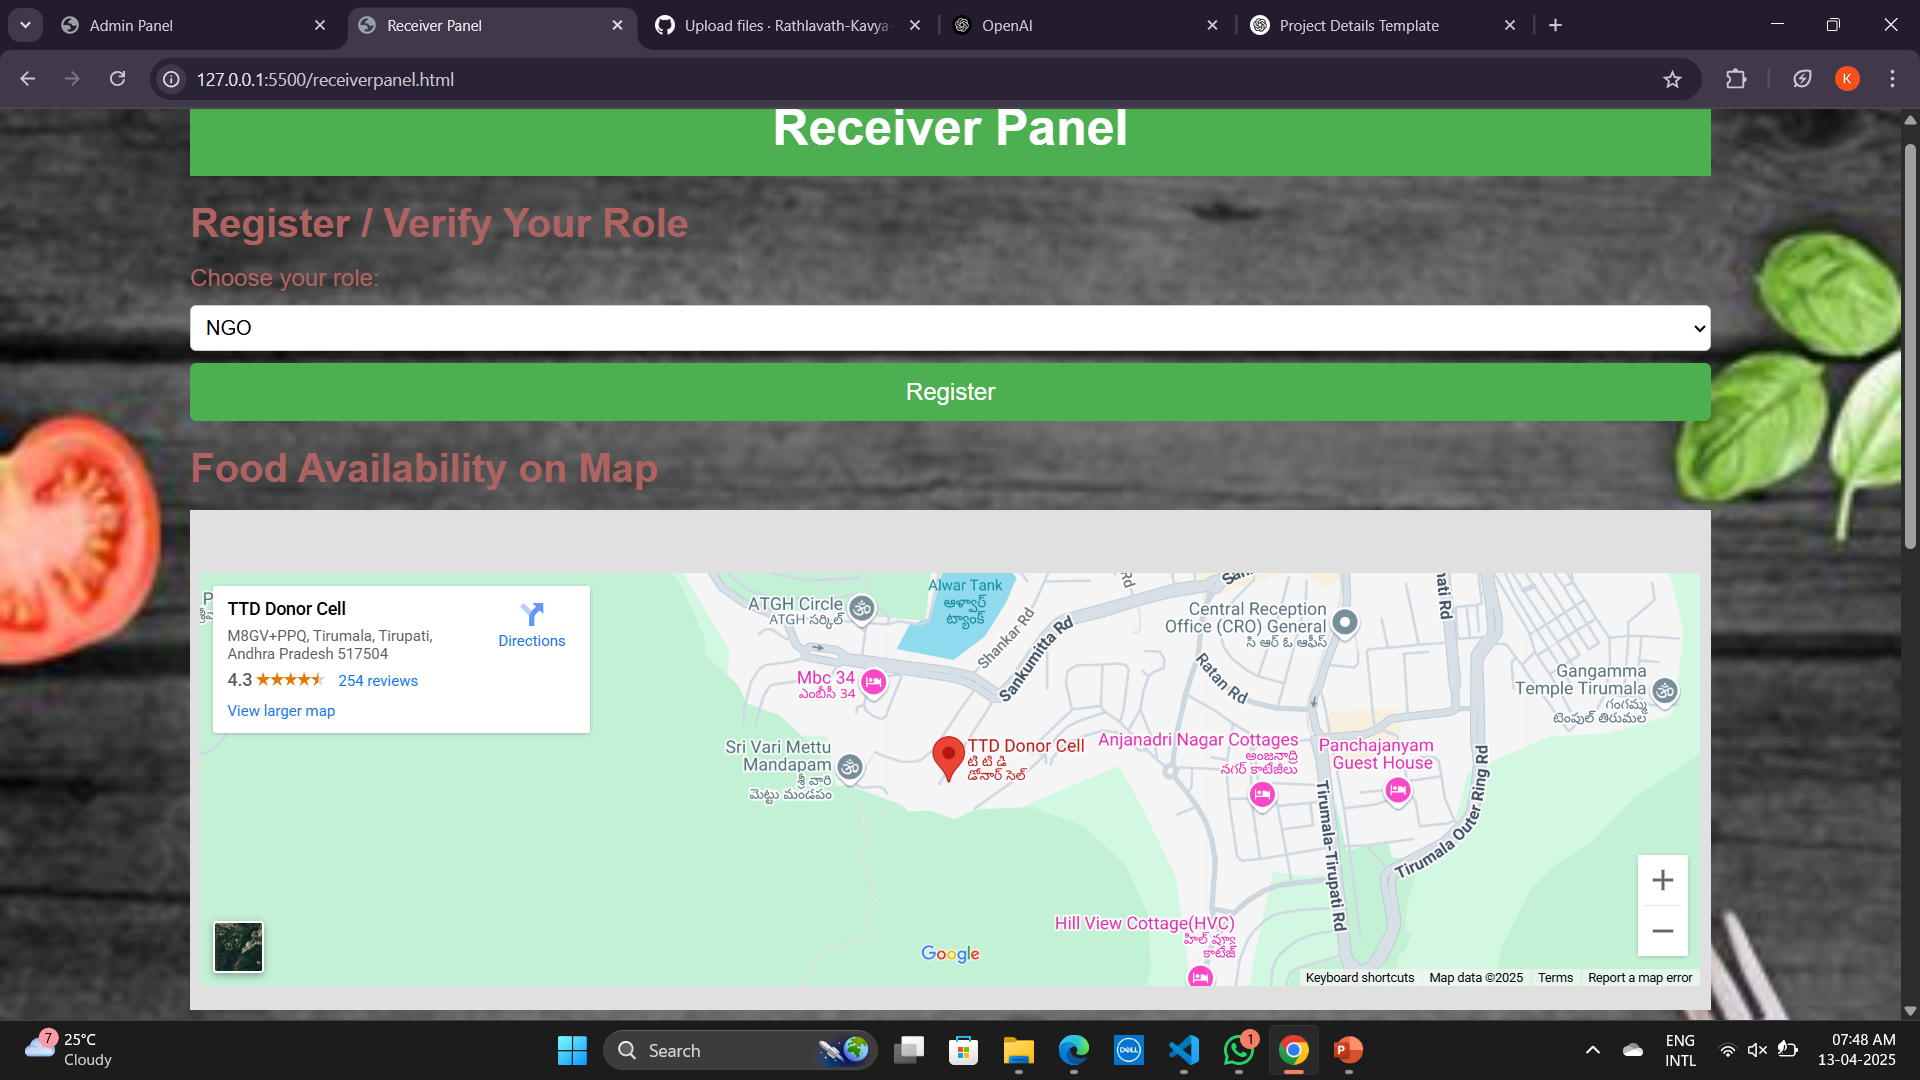 Admin Panel
Receiver Panel
Upload files · Rathlavath-Kavya-
OpenAI
Project Details Template
127.0.0.1:5500/receiverpanel.html
K
Receiver Panel
Register / Verify Your Role
Choose your role:
NGO
Register
Food Availability on Map
TTD Donor Cell
M8GV+PPQ, Tirumala, Tirupati,
Andhra Pradesh 517504
4.3
254 reviews
View larger map
Directions
Alwar Tank
ఆళ్వార్
ట్యాంక్
ATGH Circle
ATGH సర్కిల్
Shankar Rd
Sankumitta Rd
Rd
Central Reception
Office (CRO) General
సి ఆర్ ఓ ఆఫీస్
Ratan Rd
Mbc 34
ఎంబీసీ 34
Gangamma
Temple Tirumala
గంగమ్మ
టెంపుల్ తిరుమల
Sri Vari Mettu
Mandapam
శ్రీ వారి
మెట్టు మండపం
TTD Donor Cell
టి టి డి
డోనార్ సెల్
Anjanadri Nagar Cottages
అంజనాద్రి
నగర్ కాటేజీలు
Panchajanyam
Guest House
Tirumala-Tirupati Rd
Tirumala Outer Ring Rd
Hill View Cottage(HVC)
హిల్ వ్యూ
కాటేజ్
Google
Keyboard shortcuts
Map data ©2025
Terms
Report a map error
7
25°C
Cloudy
Search
DELL
1
P
ENG
INTL
07:48 AM
13-04-2025